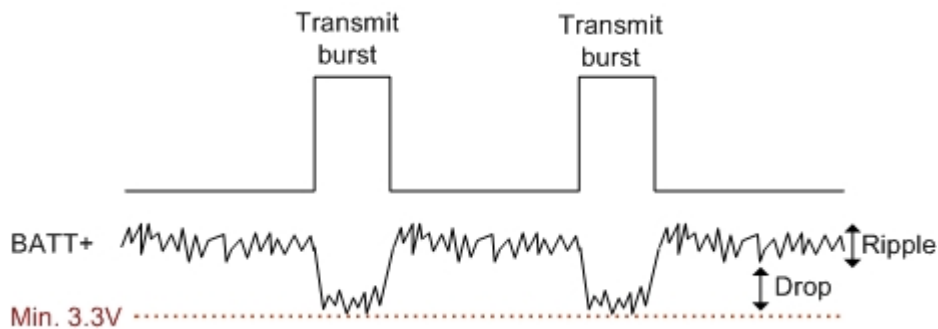 Transmit
burst
Transmit
burst
BATT+
Ripple
Drop
Min. 3.3V